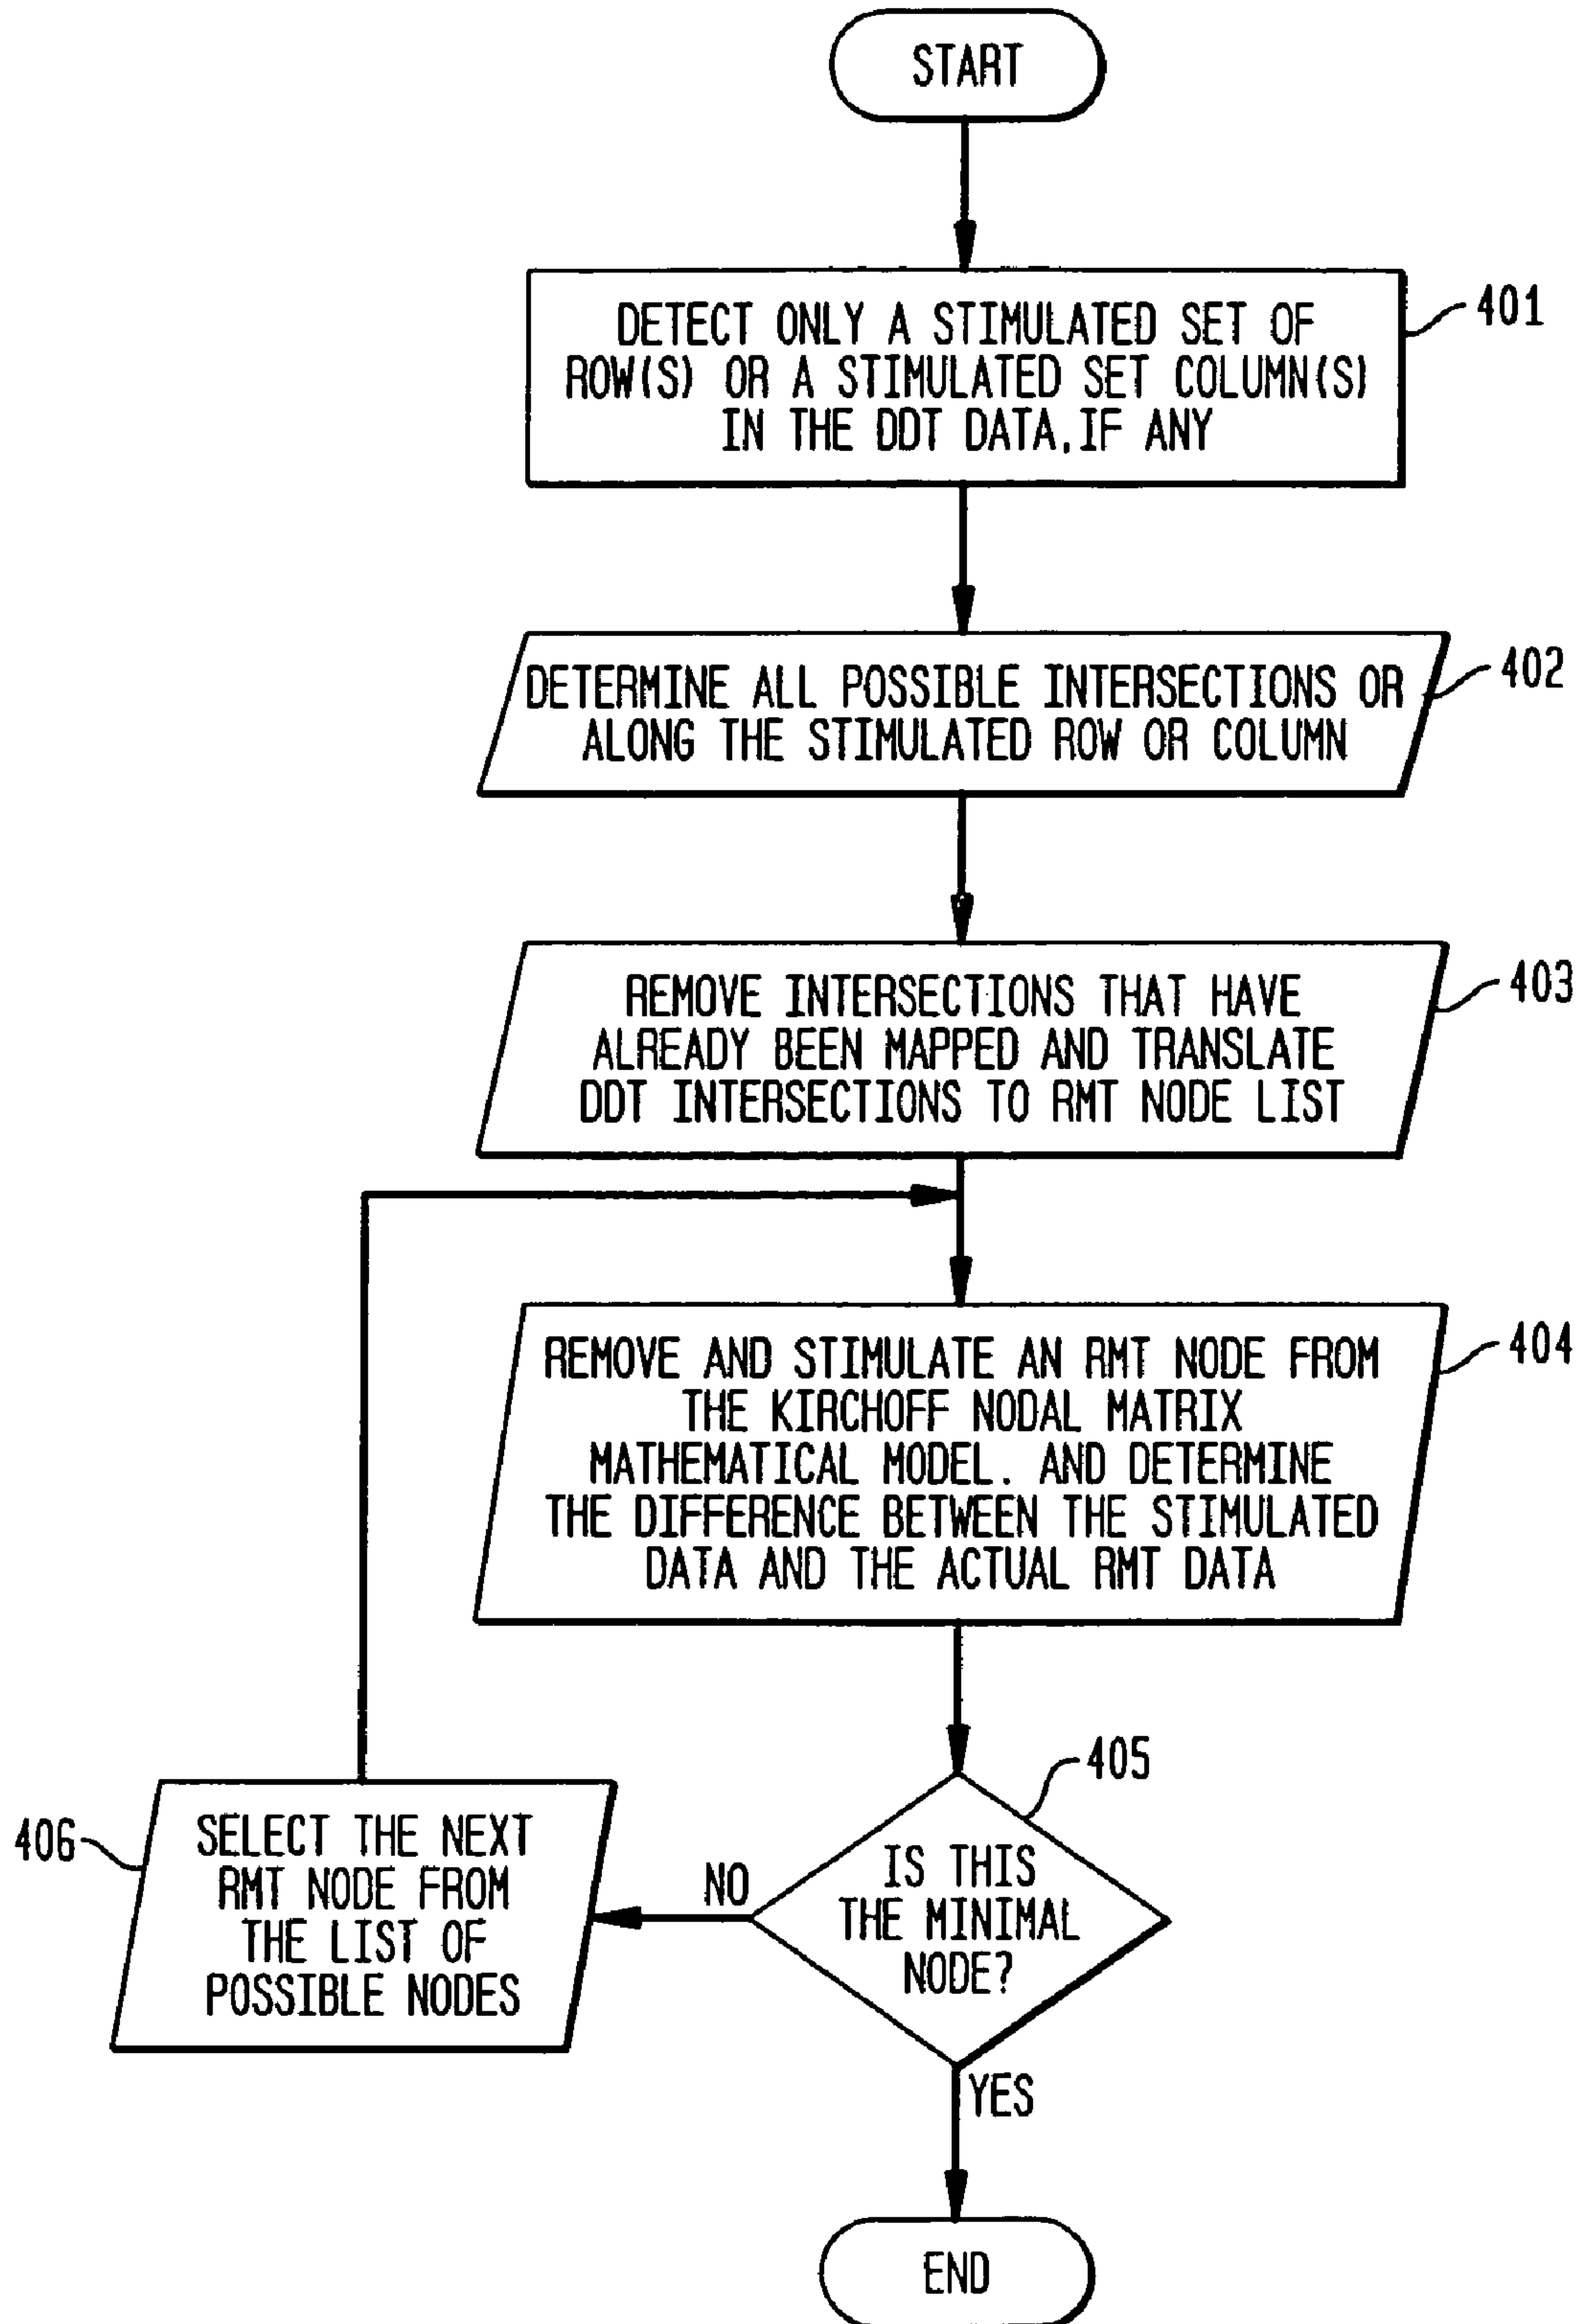 START
DETECT ONLY A STIMULATED SET OF
ROW(S) OR A STIMULATED SET COLUMN(S)
IN THE DDT DATA, IF ANY
401
DETERMINE ALL POSSIBLE INTERSECTIONS OR
ALONG THE STIMULATED ROW OR COLUMN
402
REMOVE INTERSECTIONS THAT HAVE
ALREADY BEEN MAPPED AND TRANSLATE
DDT INTERSECTIONS TO RMT NODE LIST
403
REMOVE AND STIMULATE AN RMT NODE FROM
THE KIRCHOFF NODAL MATRIX
MATHEMATICAL MODEL. AND DETERMINE
THE DIFFERENCE BETWEEN THE STIMULATED
DATA AND THE ACTUAL RMT DATA
404
405
IS THIS
THE MINIMAL
NODE?
NO
406
SELECT THE NEXT
RMT NODE FROM
THE LIST OF
POSSIBLE NODES
YES
END